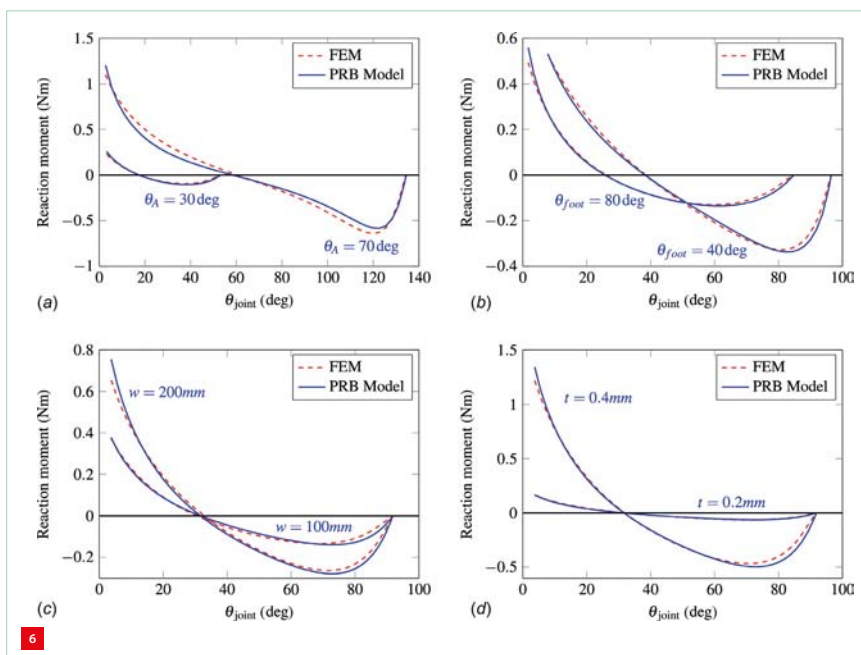 1.5
1
0.5
0
−0.5
−1
0 20 40 60 80 100 120 140
Reaction moment (Nm)
θjoint (deg)
FEM
PRB Model
θA = 30 deg
θA = 70 deg
(a)
0.6
0.4
0.2
0
−0.2
−0.4
0 20 40 60 80 100
Reaction moment (Nm)
θjoint (deg)
FEM
PRB Model
θfoot = 80 deg
θfoot = 40 deg
(b)
0.8
0.6
0.4
0.2
0
−0.2
0 20 40 60 80 100
Reaction moment (Nm)
θjoint (deg)
FEM
PRB Model
w = 200mm
w = 100mm
(c)
1.5
1
0.5
0
−0.5
0 20 40 60 80 100
Reaction moment (Nm)
θjoint (deg)
FEM
PRB Model
t = 0.4mm
t = 0.2mm
(d)
6